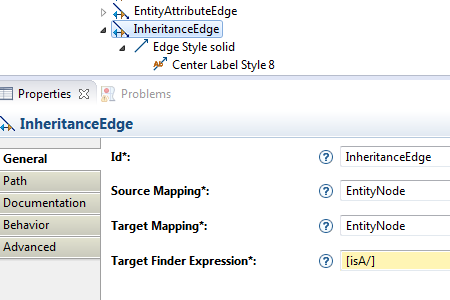 EntityAttributeEdge
InheritanceEdge
Edge Style solid
Center Label Style 8
Properties Problems
InheritanceEdge
General
Id*: InheritanceEdge
Path
Source Mapping*: EntityNode
Documentation
Behavior
Target Mapping*: EntityNode
Advanced
Target Finder Expression*: [isA/]